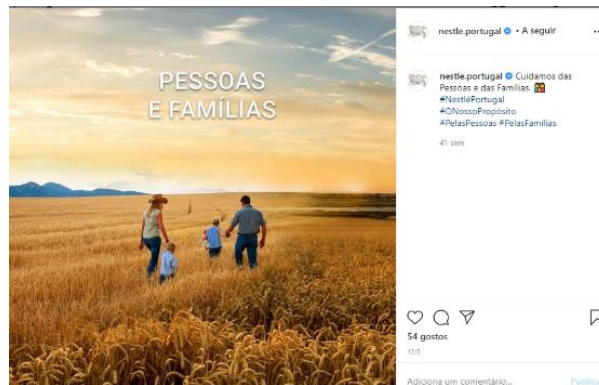 PESSOAS
E FAMÍLIAS
nestle.portugal • A seguir
nestle.portugal Cuidamos das
Pessoas e das Famílias.
#NestléPortugal
#ONossoPropósito
#PelasPessoas #PelasFamílias
41 sem
54 gostos
Adiciona um comentário...
Publicar